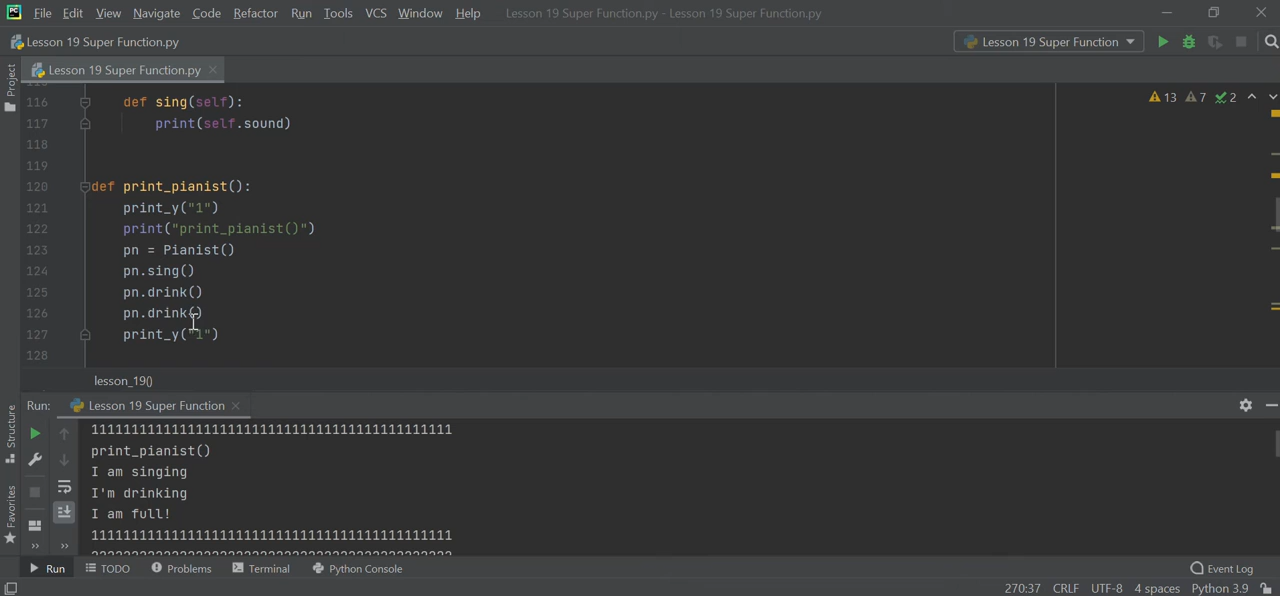 PC File Edit View Navigate Code Refactor Run Tools VCS Window Help Lesson 19 Super Function.py - Lesson 19 Super Function.py
Lesson 19 Super Function.py Lesson 19 Super Function
Project Lesson 19 Super Function.py
116 def sing(self): 13 7 2
117 print(self.sound)
118
119
120 def print_pianist():
121 print_y("1")
122 print("print_pianist()")
123 pn = Pianist()
124 pn.sing()
125 pn.drink()
126 pn.drink()
127 print_y("1")
128
lesson_19()
Run: Lesson 19 Super Function
Structure
Favorites
111111111111111111111111111111111111111111111
print_pianist()
I am singing
I'm drinking
I am full!
111111111111111111111111111111111111111111111
222222222222222222222222222222222222222222222
Run TODO Problems Terminal Python Console Event Log
270:37 CRLF UTF-8 4 spaces Python 3.9